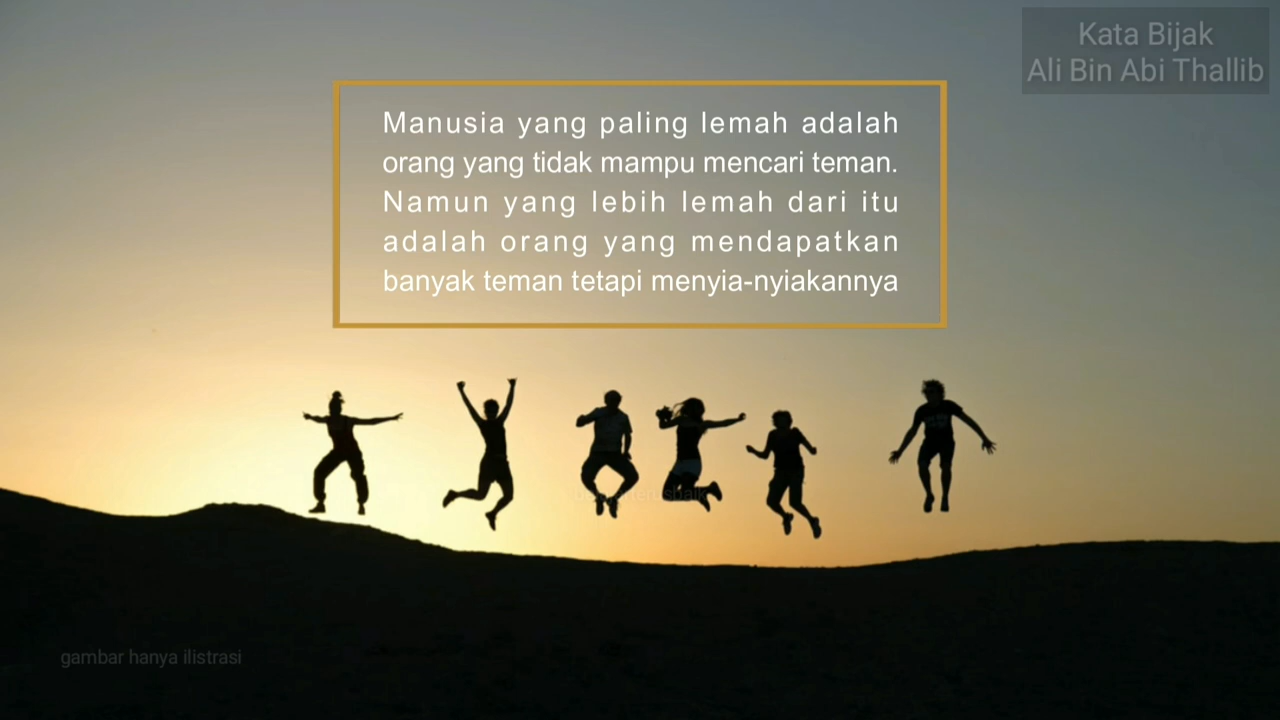 Kata Bijak
Ali Bin Abi Thallib
Manusia yang paling lemah adalah
orang yang tidak mampu mencari teman.
Namun yang lebih lemah dari itu
adalah orang yang mendapatkan
banyak teman tetapi menyia-nyiakannya
gambar hanya ilistrasi